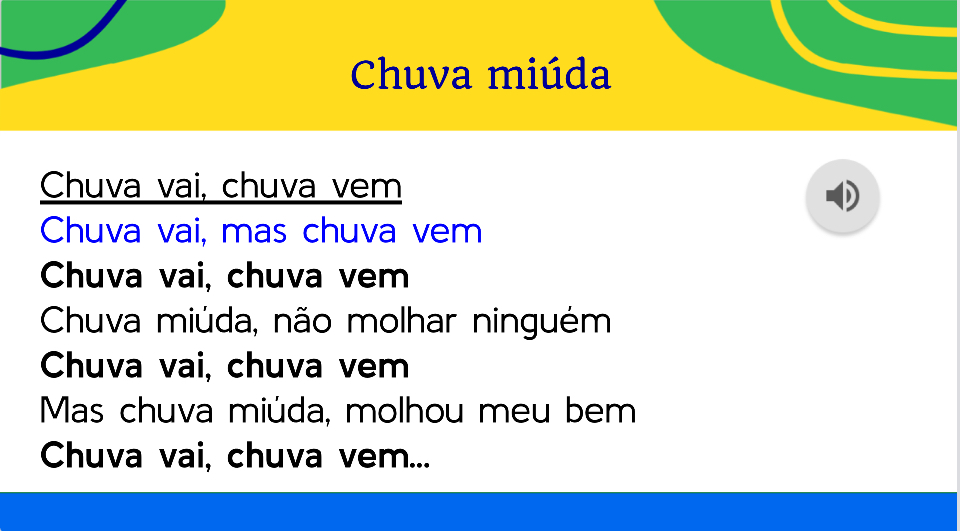 Chuva miúda
Chuva vai, chuva vem
Chuva vai, mas chuva vem
Chuva vai, chuva vem
Chuva miúda, não molhar ninguém
Chuva vai, chuva vem
Mas chuva miúda, molhou meu bem
Chuva vai, chuva vem...